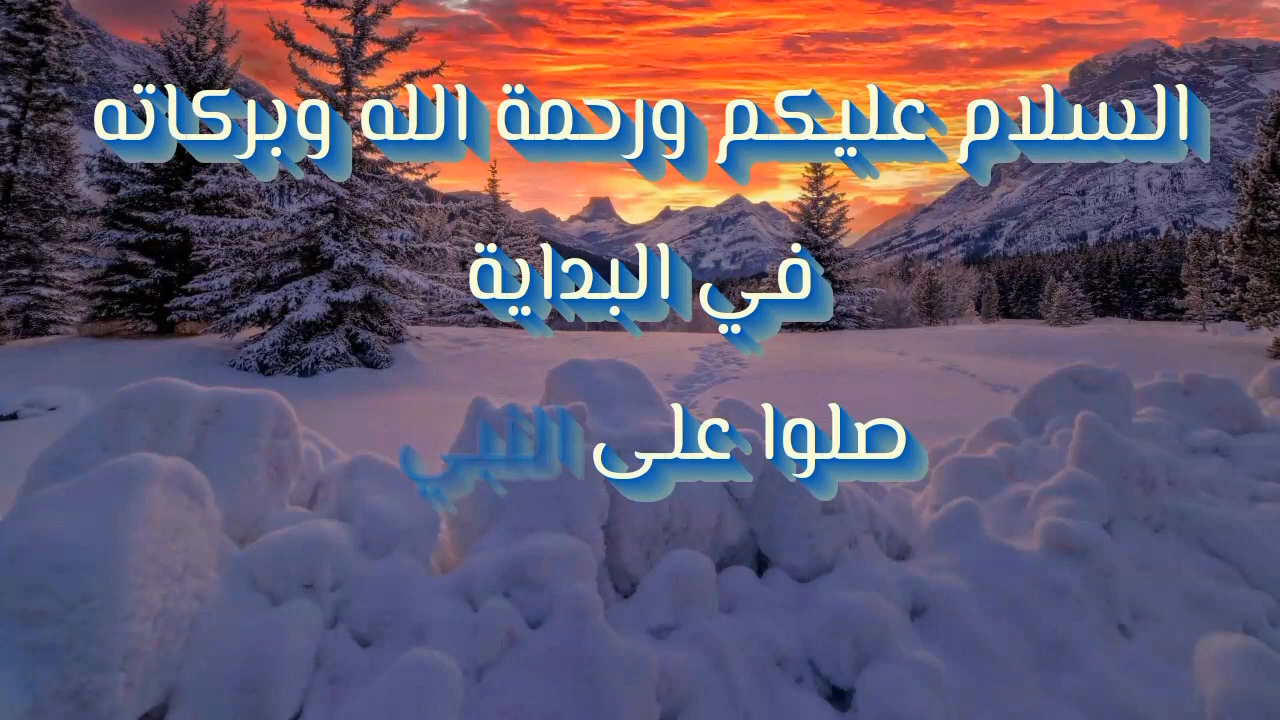 السلام عليكم ورحمة الله وبركاته
في البداية
صلوا على النبي